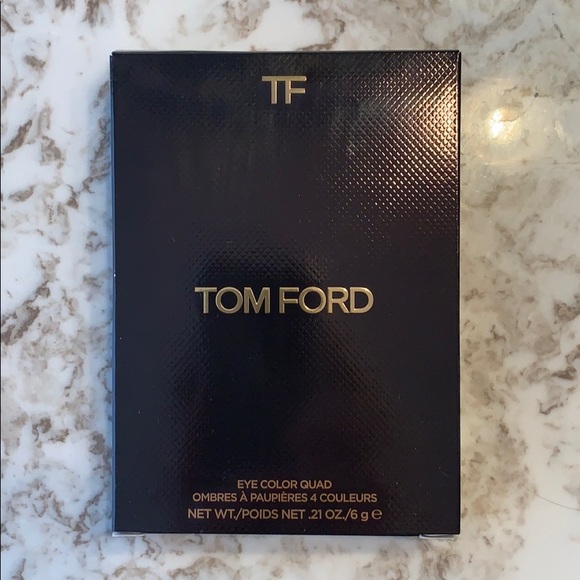 TF
TOM FORD
EYE COLOR QUAD
OMBRES À PAUPIÈRES 4 COULEURS
NET WT./POIDS NET .21 OZ./6 g ℮